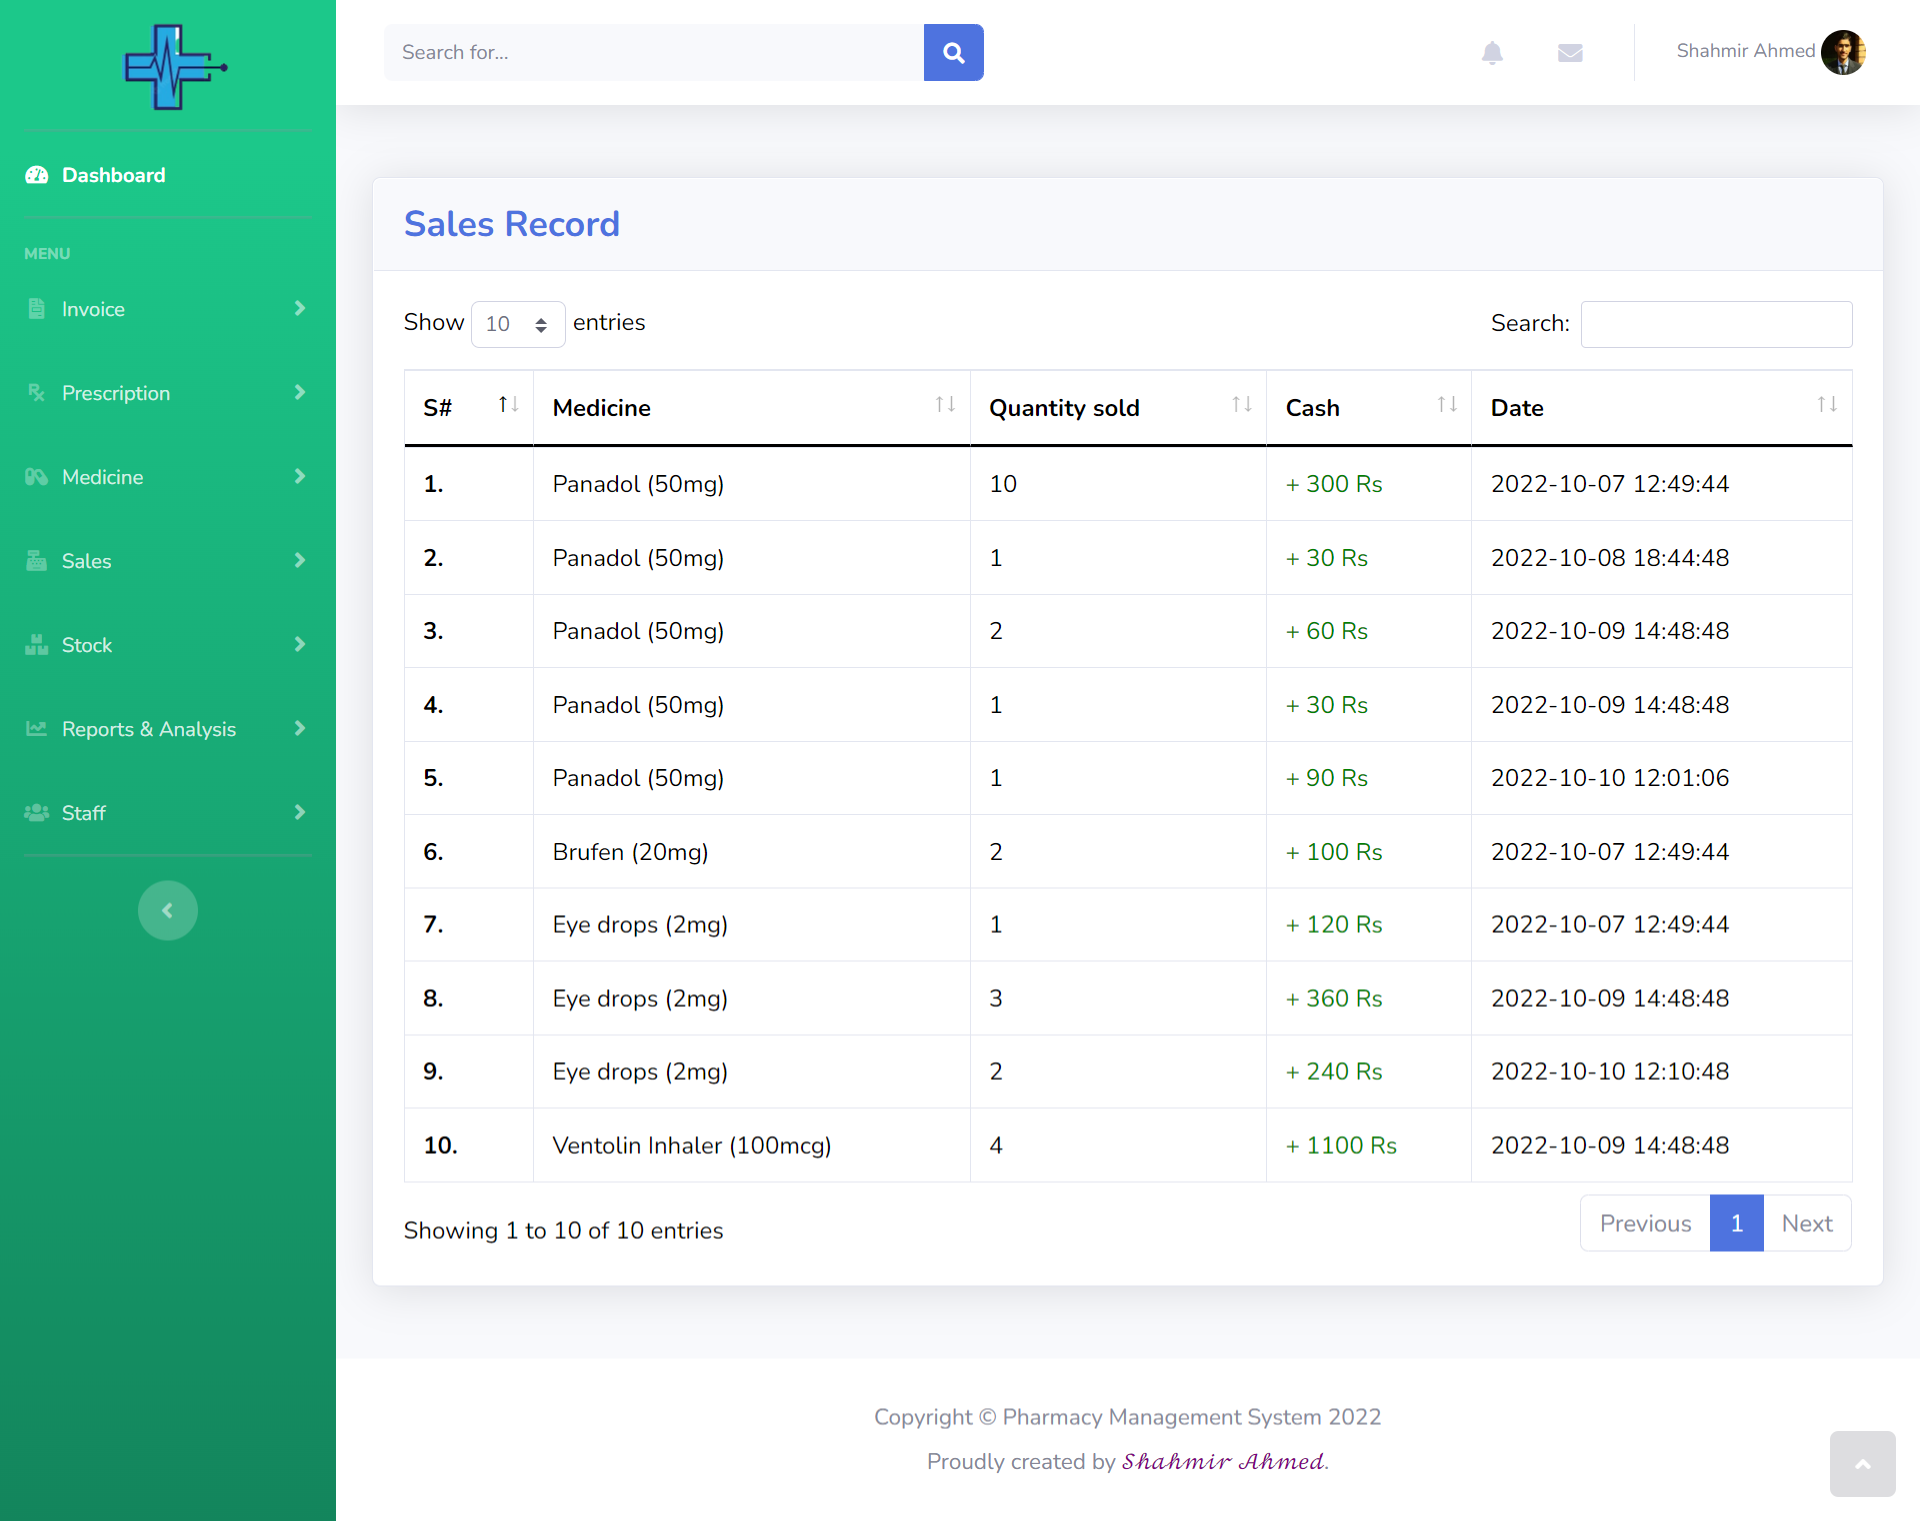 Search for...
Shahmir Ahmed
Dashboard
MENU
Invoice
Prescription
Medicine
Sales
Stock
Reports & Analysis
Staff
Sales Record
Show 10 entries
Search:
S# Medicine Quantity sold Cash Date
1. Panadol (50mg) 10 + 300 Rs 2022-10-07 12:49:44
2. Panadol (50mg) 1 + 30 Rs 2022-10-08 18:44:48
3. Panadol (50mg) 2 + 60 Rs 2022-10-09 14:48:48
4. Panadol (50mg) 1 + 30 Rs 2022-10-09 14:48:48
5. Panadol (50mg) 1 + 90 Rs 2022-10-10 12:01:06
6. Brufen (20mg) 2 + 100 Rs 2022-10-07 12:49:44
7. Eye drops (2mg) 1 + 120 Rs 2022-10-07 12:49:44
8. Eye drops (2mg) 3 + 360 Rs 2022-10-09 14:48:48
9. Eye drops (2mg) 2 + 240 Rs 2022-10-10 12:10:48
10. Ventolin Inhaler (100mcg) 4 + 1100 Rs 2022-10-09 14:48:48
Showing 1 to 10 of 10 entries
Previous 1 Next
Copyright © Pharmacy Management System 2022
Proudly created by Shahmir Ahmed.